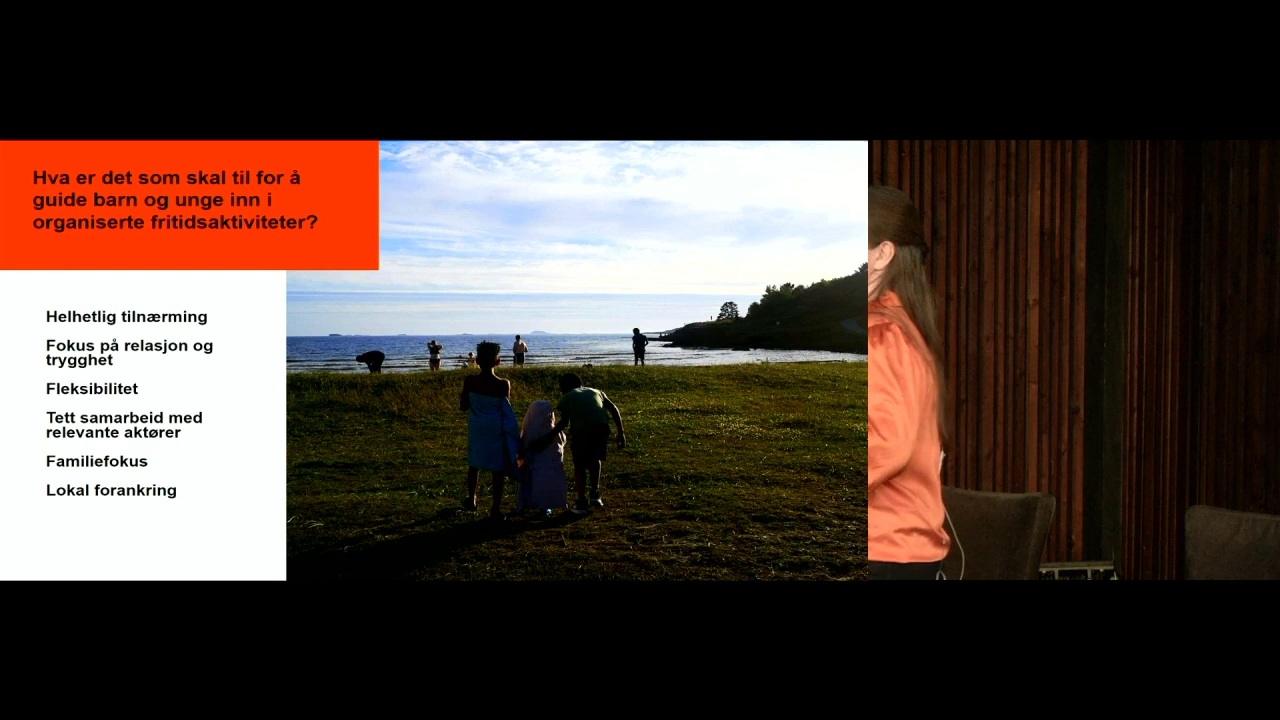 Hva er det som skal til for å
guide barn og unge inn i
organiserte fritidsaktiviteter?
Helhetlig tilnærming
Fokus på relasjon og
trygghet
Fleksibilitet
Tett samarbeid med
relevante aktører
Familiefokus
Lokal forankring